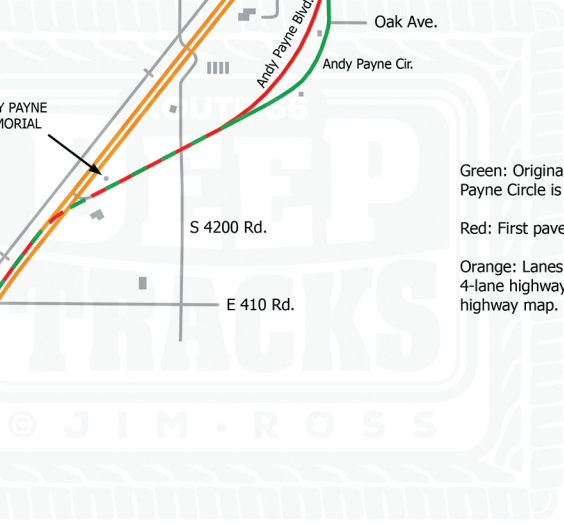 Oak Ave.
Andy Payne Blvd.
Andy Payne Cir.
Y PAYNE
MORIAL
Green: Origina
Payne Circle is
S 4200 Rd.
Red: First pave
Orange: Lanes
4-lane highway
highway map.
E 410 Rd.
ROUTE 66
DEEP
TRACKS
© JIM • ROSS